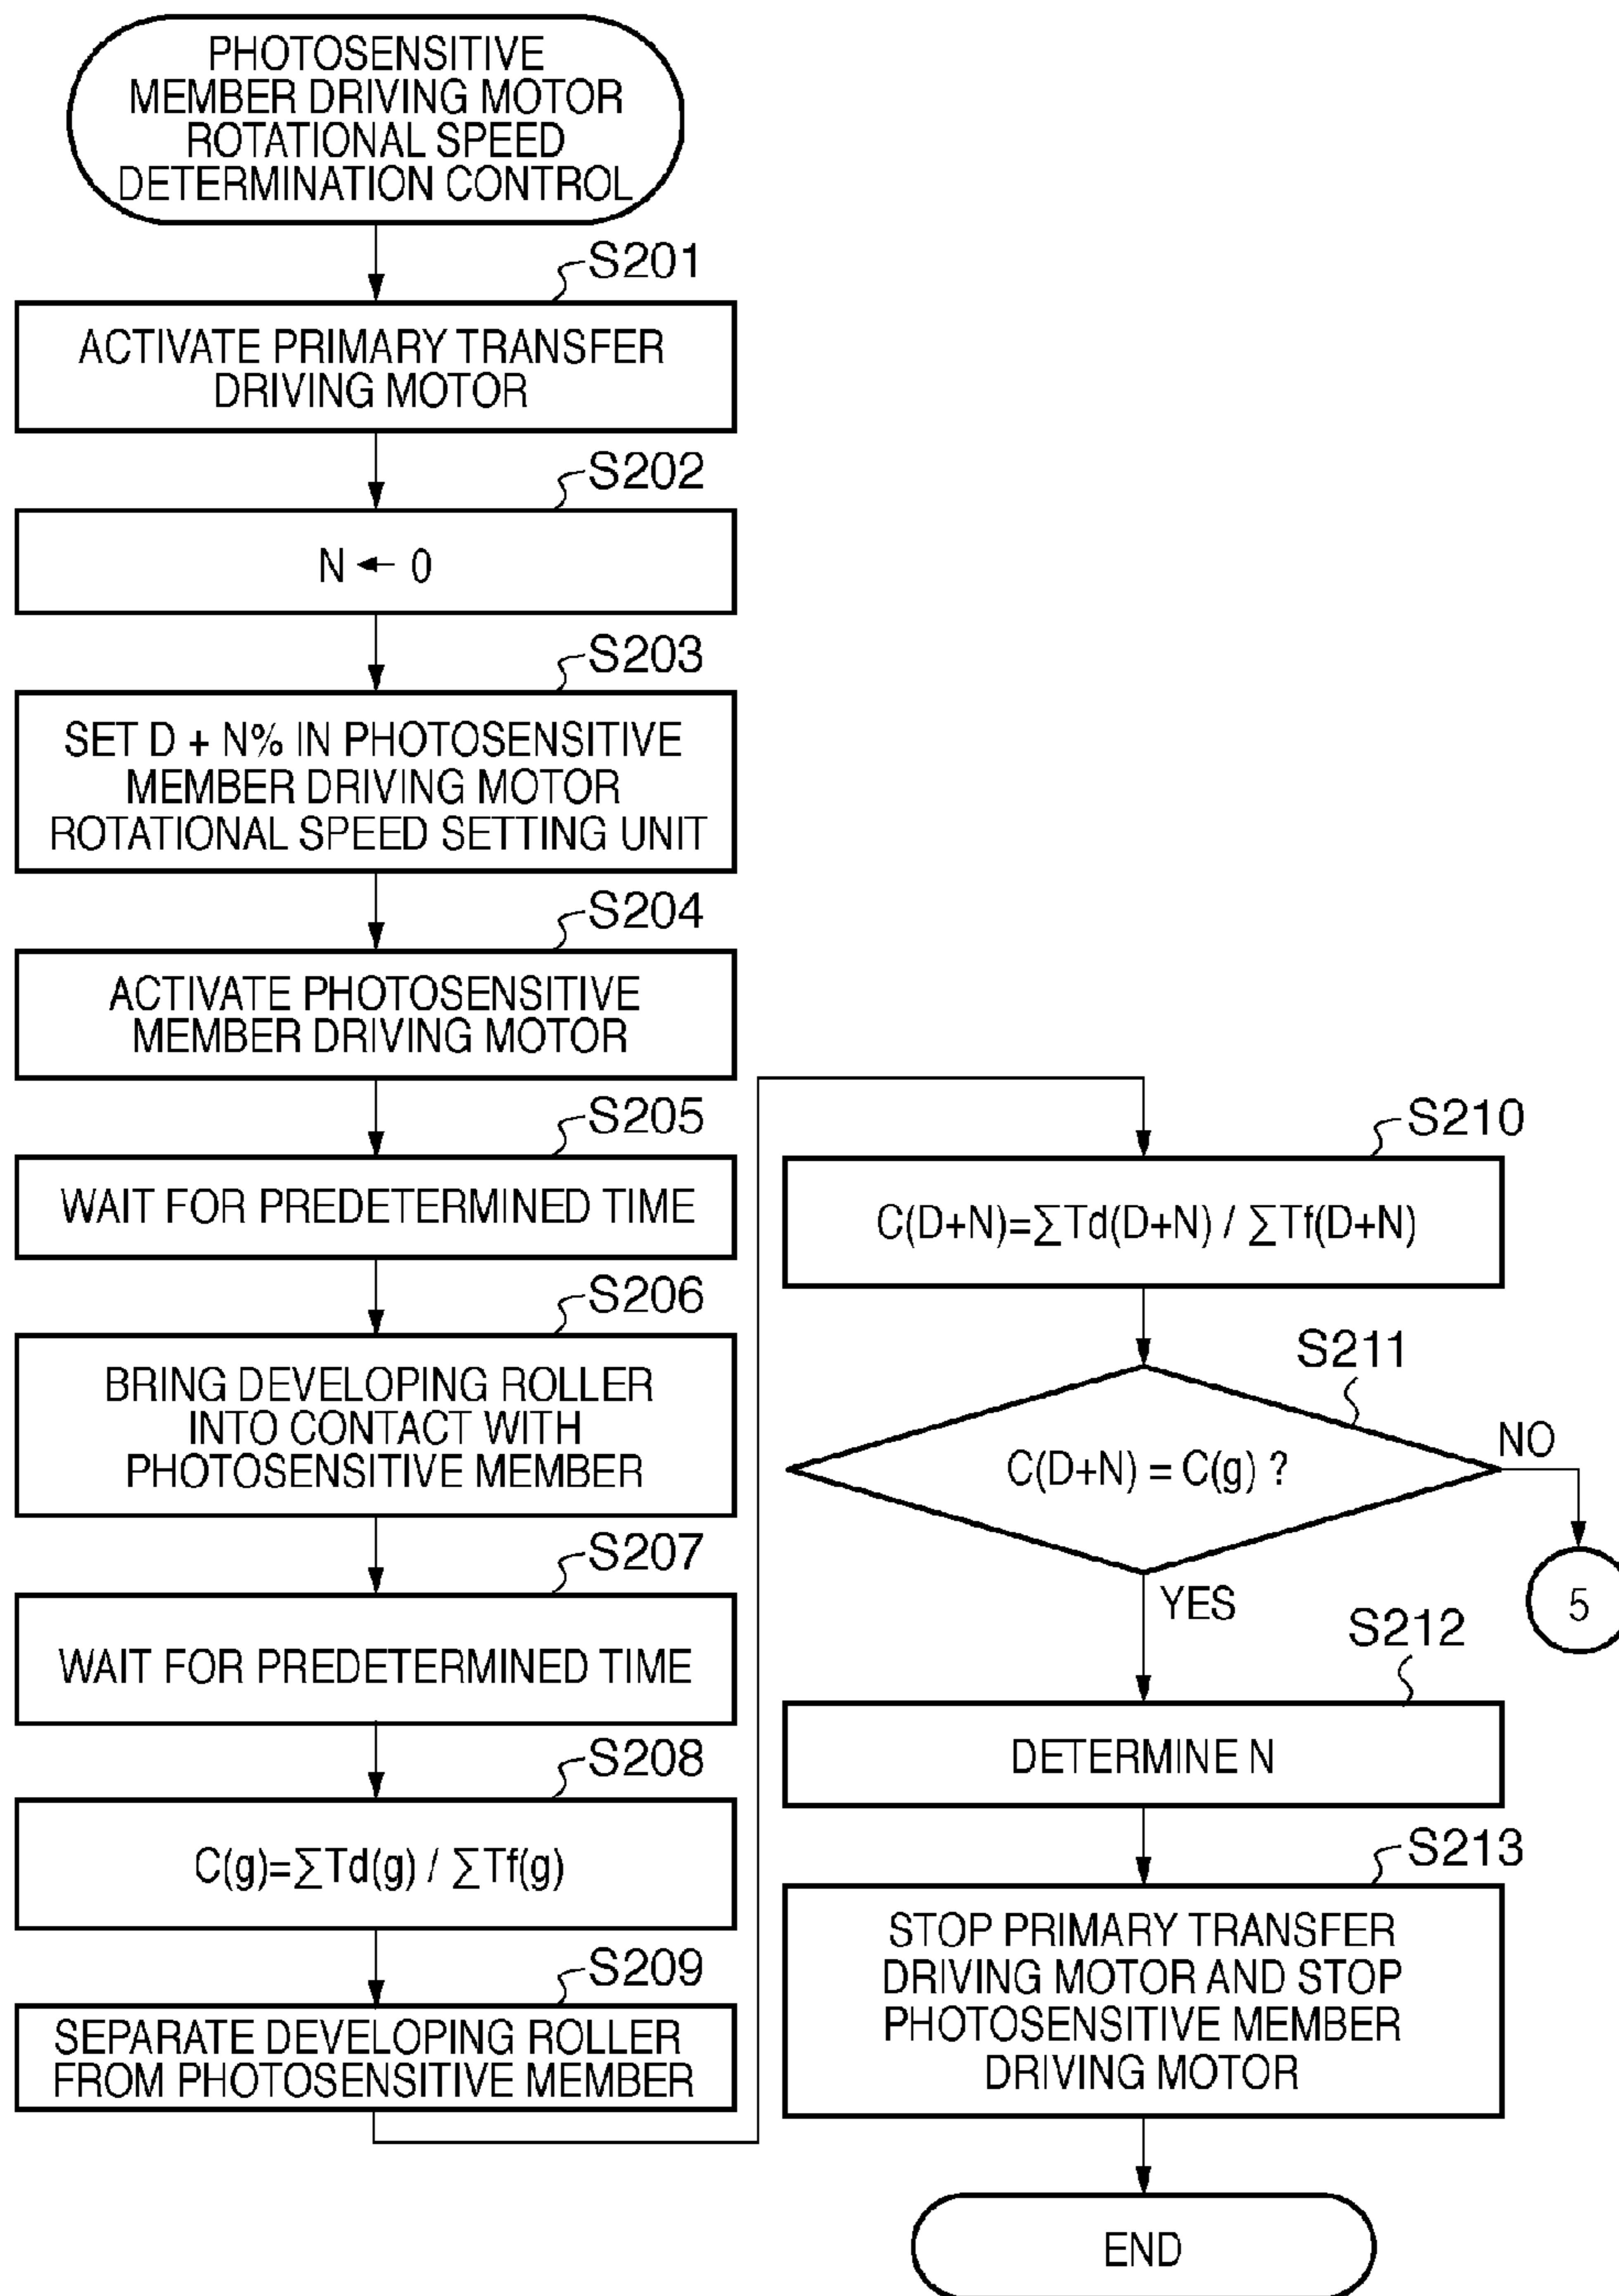 PHOTOSENSITIVE
MEMBER DRIVING MOTOR
ROTATIONAL SPEED
DETERMINATION CONTROL
S201
ACTIVATE PRIMARY TRANSFER
DRIVING MOTOR
S202
N ← 0
S203
SET D + N% IN PHOTOSENSITIVE
MEMBER DRIVING MOTOR
ROTATIONAL SPEED SETTING UNIT
S204
ACTIVATE PHOTOSENSITIVE
MEMBER DRIVING MOTOR
S205
WAIT FOR PREDETERMINED TIME
S206
BRING DEVELOPING ROLLER
INTO CONTACT WITH
PHOTOSENSITIVE MEMBER
S207
WAIT FOR PREDETERMINED TIME
S208
C(g)=∑Td(g) / ∑Tf(g)
S209
SEPARATE DEVELOPING ROLLER
FROM PHOTOSENSITIVE MEMBER
S210
C(D+N)=∑Td(D+N) / ∑Tf(D+N)
S211
C(D+N) = C(g) ?
NO
5
YES
S212
DETERMINE N
S213
STOP PRIMARY TRANSFER
DRIVING MOTOR AND STOP
PHOTOSENSITIVE MEMBER
DRIVING MOTOR
END